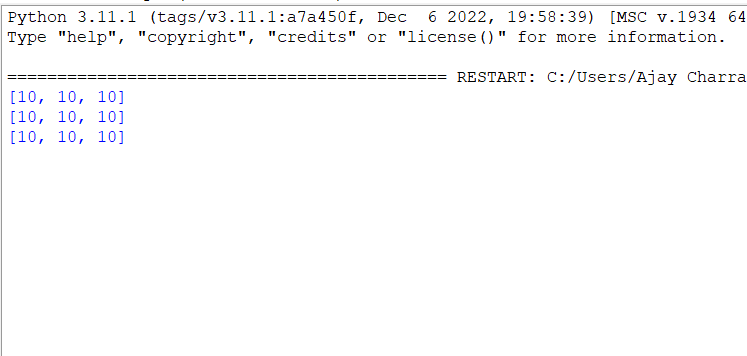 Python 3.11.1 (tags/v3.11.1:a7a450f, Dec  6 2022, 19:58:39) [MSC v.1934 64
Type "help", "copyright", "credits" or "license()" for more information.
============================================ RESTART: C:/Users/Ajay Charra
[10, 10, 10]
[10, 10, 10]
[10, 10, 10]